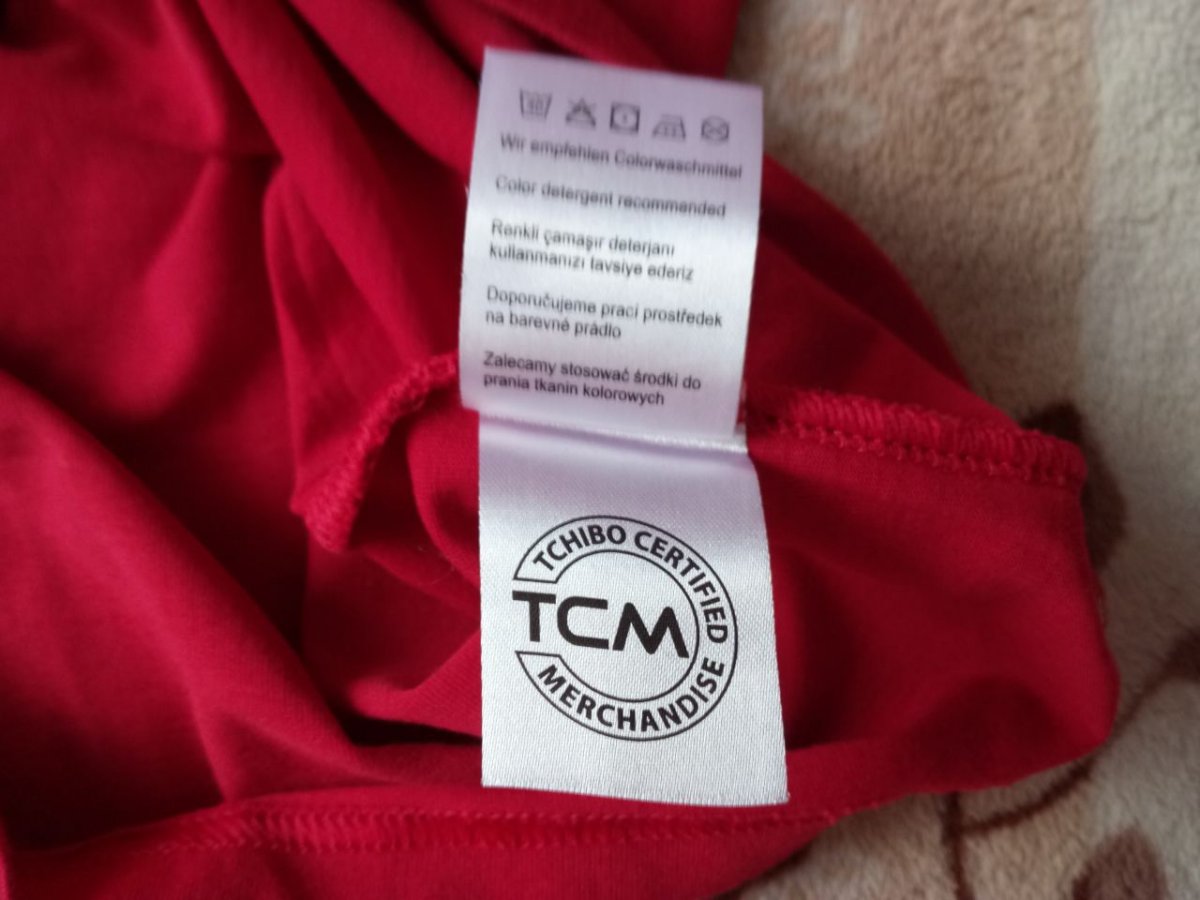 Wir empfehlen Colorwaschmittel
Color detergent recommended
Renkli çamaşır deterjanı
kullanmanızı tavsiye ederiz
Doporučujeme prací prostředek
na barevné prádlo
Zalecamy stosować środki do
prania tkanin kolorowych
TCHIBO CERTIFIED
TCM
MERCHANDISE